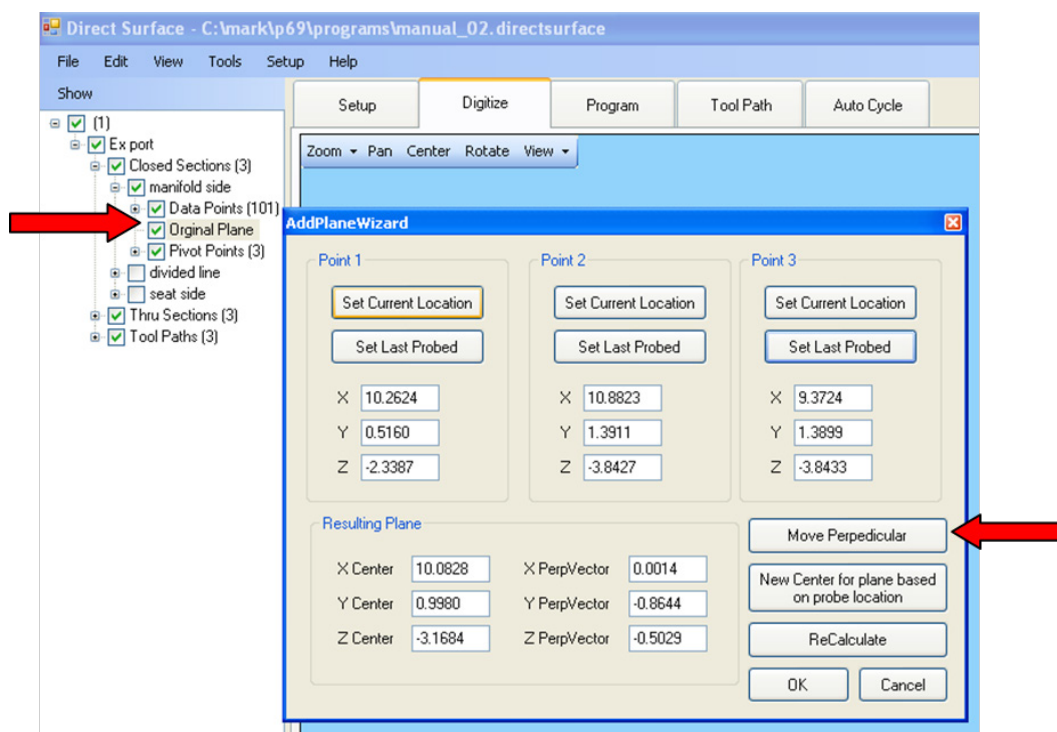 Direct Surface - C:\mark\p69\programs\manual_02.directsurface
File Edit View Tools Setup Help
Show
(1)
Ex port
Closed Sections (3)
manifold side
Data Points (101)
Orginal Plane
Pivot Points (3)
divided line
seat side
Thru Sections (3)
Tool Paths (3)
Setup Digitize Program Tool Path Auto Cycle
Zoom Pan Center Rotate View
AddPlaneWizard
Point 1
Set Current Location
Set Last Probed
X 10.2624
Y 0.5160
Z -2.3387
Point 2
Set Current Location
Set Last Probed
X 10.8823
Y 1.3911
Z -3.8427
Point 3
Set Current Location
Set Last Probed
X 9.3724
Y 1.3899
Z -3.8433
Resulting Plane
X Center 10.0828 X PerpVector 0.0014
Y Center 0.9980 Y PerpVector -0.8644
Z Center -3.1684 Z PerpVector -0.5029
Move Perpedicular
New Center for plane based
on probe location
ReCalculate
OK Cancel